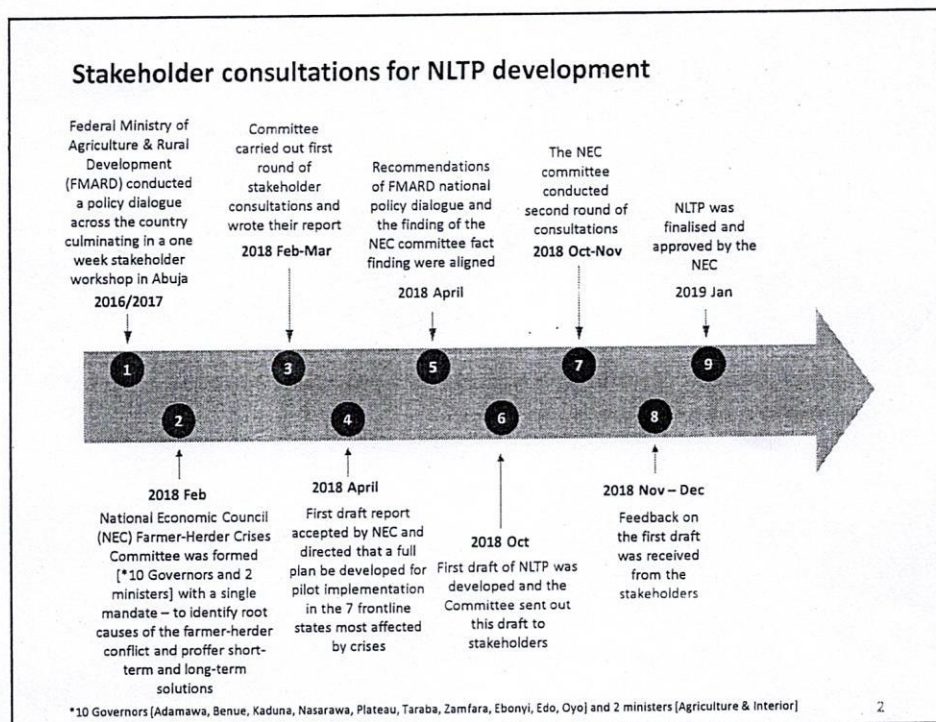 Stakeholder consultations for NLTP development
Federal Ministry of
Agriculture & Rural
Development
(FMARD) conducted
a policy dialogue
across the country
culminating in a one
week stakeholder
workshop in Abuja
2016/2017
Committee
carried out first
round of
stakeholder
consultations and
wrote their report
2018 Feb-Mar
Recommendations
of FMARD national
policy dialogue and
the finding of the
NEC committee fact
finding were aligned
2018 April
The NEC
committee
conducted
second round of
consultations
2018 Oct-Nov
NLTP was
finalised and
approved by the
NEC
2019 Jan
1
3
5
7
9
2
4
6
8
2018 Feb
National Economic Council
(NEC) Farmer-Herder Crises
Committee was formed
[*10 Governors and 2
ministers] with a single
mandate – to identify root
causes of the farmer-herder
conflict and proffer short-
term and long-term
solutions
2018 April
First draft report
accepted by NEC and
directed that a full
plan be developed for
pilot implementation
in the 7 frontline
states most affected
by crises
2018 Oct
First draft of NLTP was
developed and the
Committee sent out
this draft to
stakeholders
2018 Nov – Dec
Feedback on
the first draft
was received
from the
stakeholders
*10 Governors [Adamawa, Benue, Kaduna, Nasarawa, Plateau, Taraba, Zamfara, Ebonyi, Edo, Oyo] and 2 ministers [Agriculture & Interior]
2